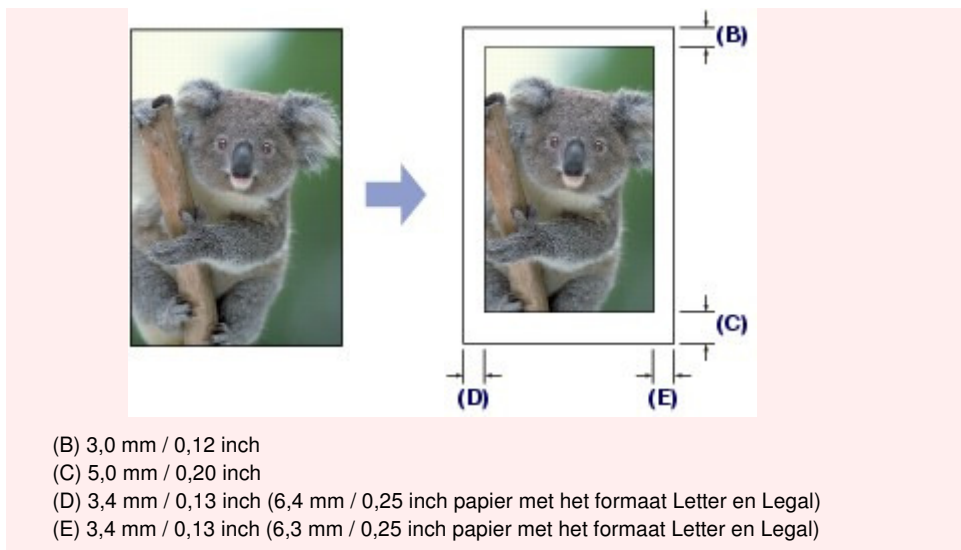 (B)
(C)
(D) (E)
(B) 3,0 mm / 0,12 inch
(C) 5,0 mm / 0,20 inch
(D) 3,4 mm / 0,13 inch (6,4 mm / 0,25 inch papier met het formaat Letter en Legal)
(E) 3,4 mm / 0,13 inch (6,3 mm / 0,25 inch papier met het formaat Letter en Legal)